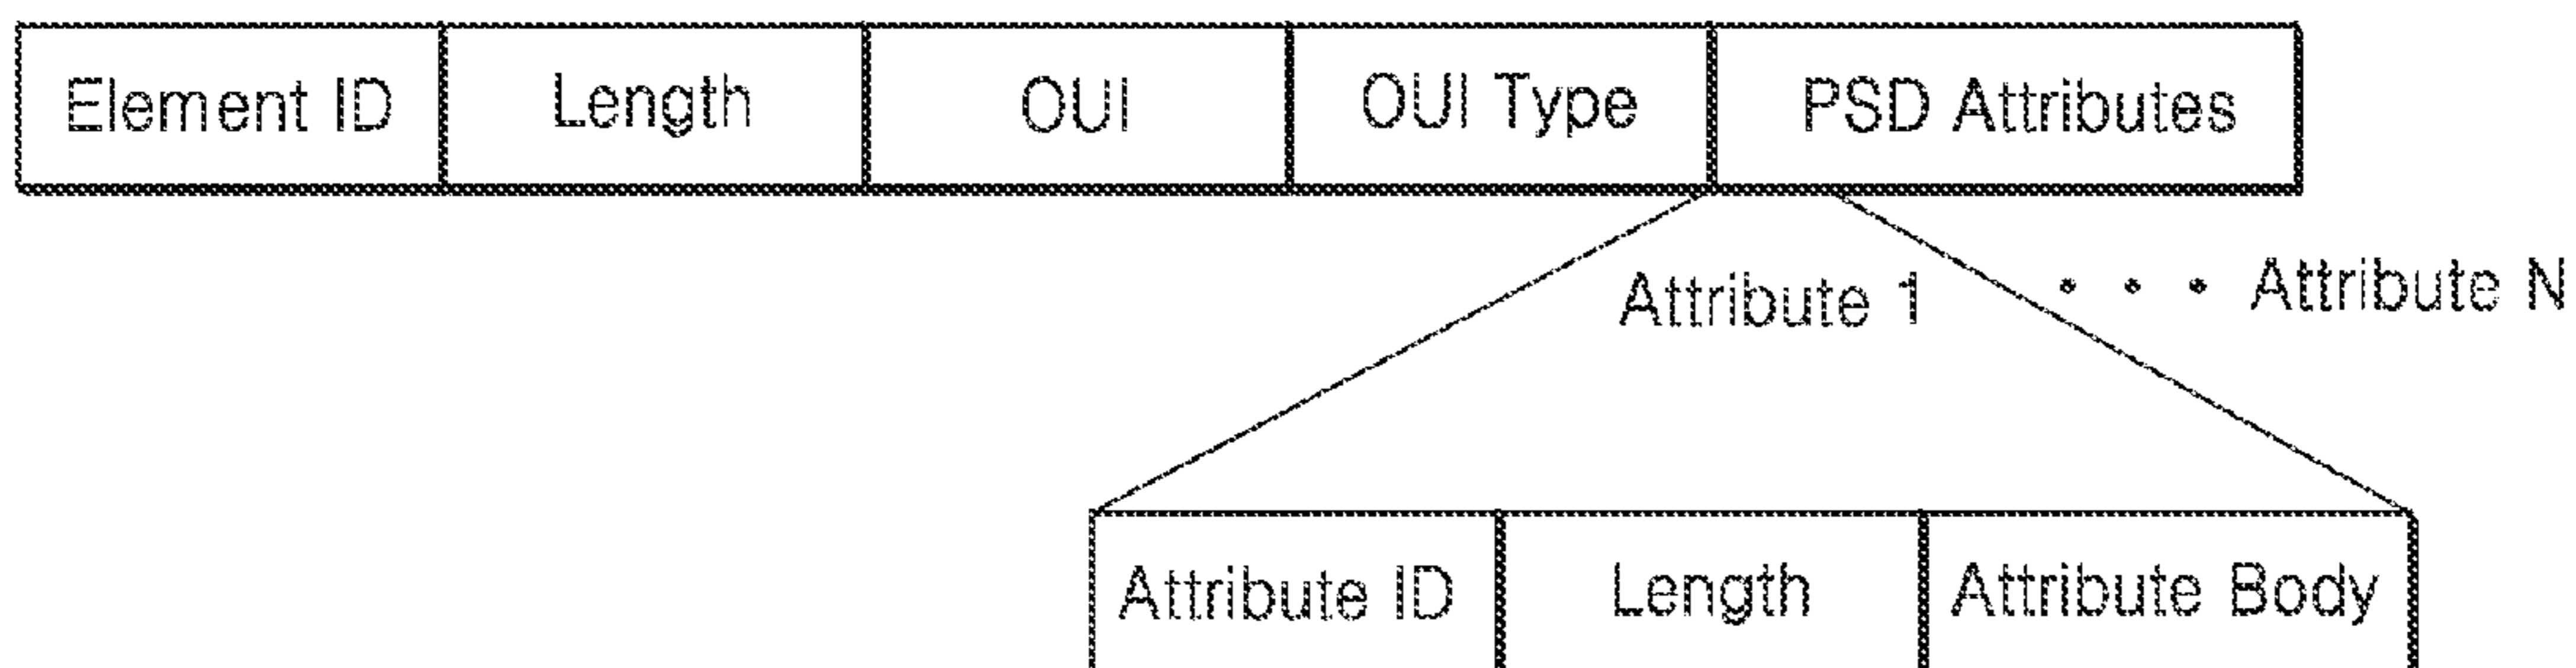 Element ID Length OUI OUI Type PSD Attributes
Attribute 1 • • • Attribute N
Attribute ID Length Attribute Body